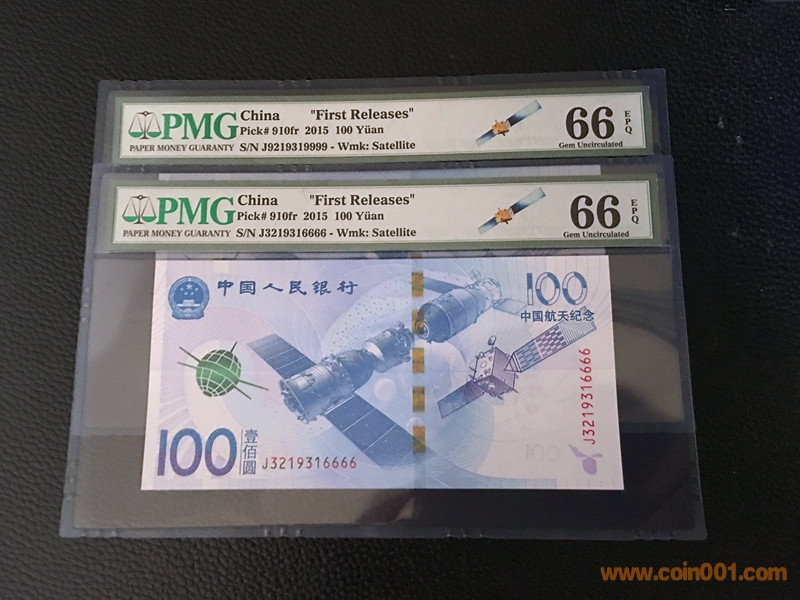 PMG
PAPER MONEY GUARANTY
China "First Releases"
Pick# 910fr 2015 100 Yüan
S/N J9219319999 - Wmk: Satellite
66 EPQ
Gem Uncirculated
PMG
PAPER MONEY GUARANTY
China "First Releases"
Pick# 910fr 2015 100 Yüan
S/N J3219316666 - Wmk: Satellite
66 EPQ
Gem Uncirculated
中国人民银行
100
中国航天纪念
J3219316666
100
壹佰圆
J3219316666
100
www.coin001.com